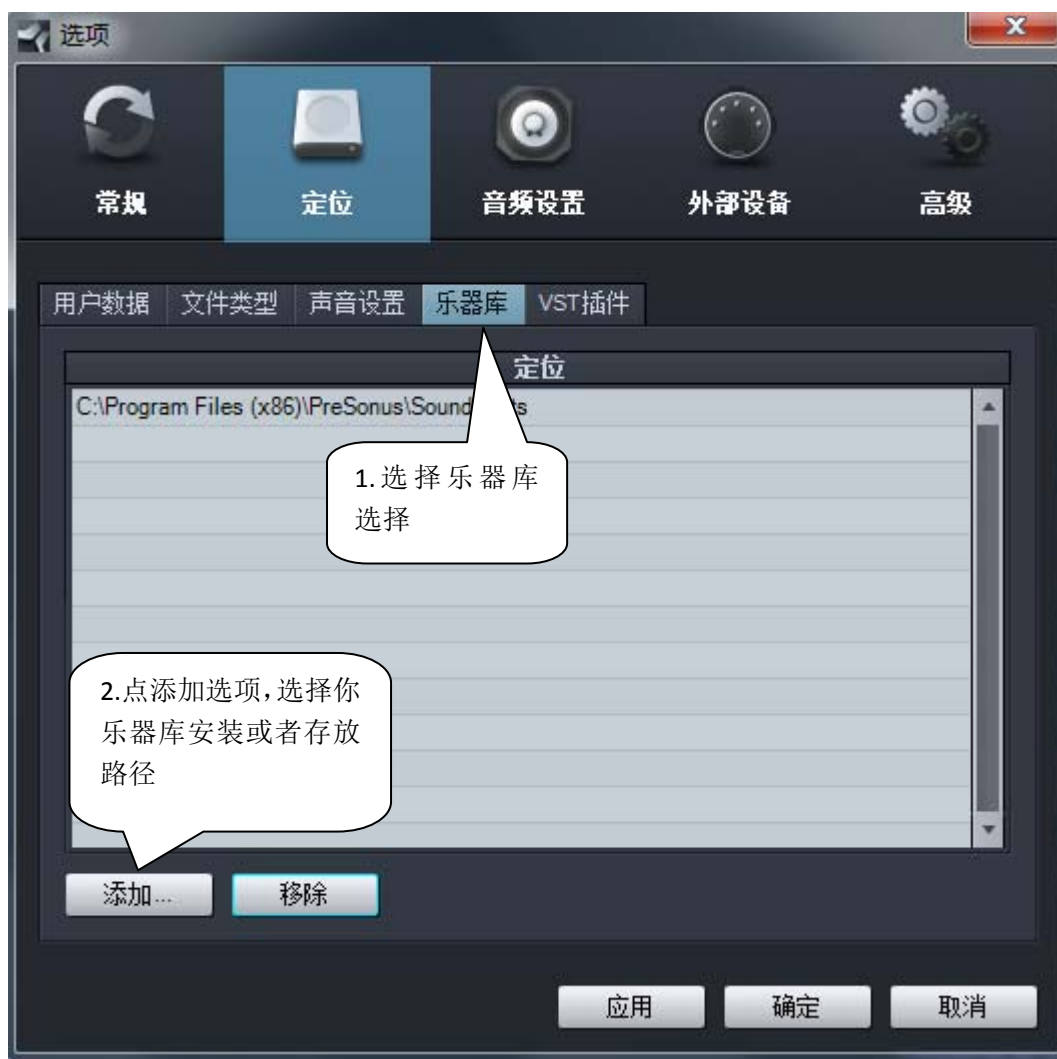 选项
常规 定位 音频设置 外部设备 高级
用户数据 文件类型 声音设置 乐器库 VST插件
定位
C:\Program Files (x86)\PreSonus\Sound ts
1.选择乐器库
选择
2.点添加选项，选择你
乐器库安装或者存放
路径
添加... 移除
应用 确定 取消